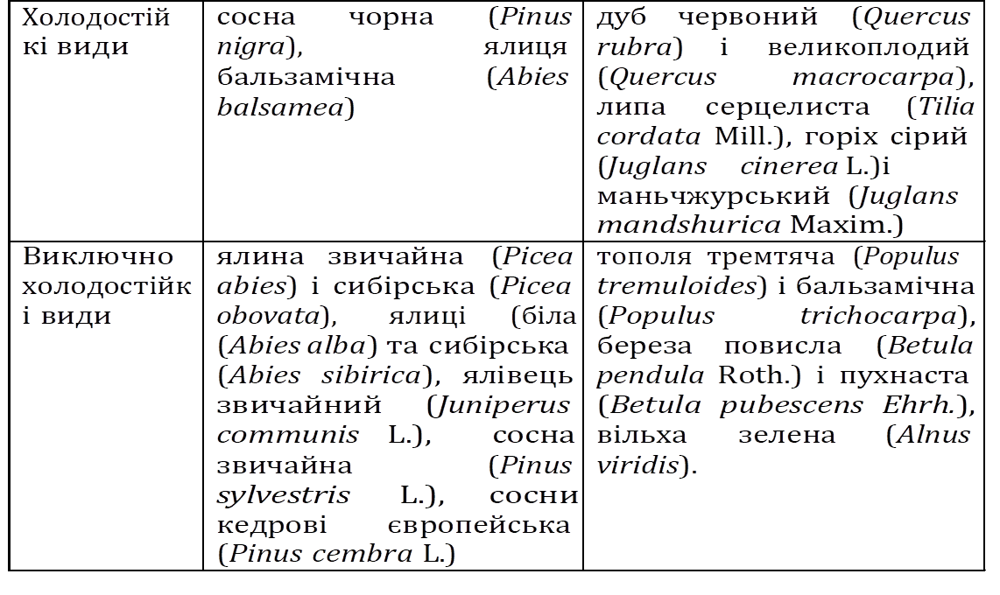 Холодостій
кі види
сосна чорна (Pinus
nigra), ялиця
бальзамічна (Abies
balsamea)
дуб червоний (Quercus
rubra) і великоплодий
(Quercus macrocarpa),
липа серцелиста (Tilia
cordata Mill.), горіх сірий
(Juglans cinerea L.)і
маньчжурський (Juglans
mandshurica Maxim.)
Виключно
холодостійк
і види
ялина звичайна (Picea
abies) і сибірська (Picea
obovata), ялиці (біла
(Abies alba) та сибірська
(Abies sibirica), ялівець
звичайний (Juniperus
communis L.), сосна
звичайна (Pinus
sylvestris L.), сосни
кедрові європейська
(Pinus cembra L.)
тополя тремтяча (Populus
tremuloides) і бальзамічна
(Populus trichocarpa),
береза повисла (Betula
pendula Roth.) і пухнаста
(Betula pubescens Ehrh.),
вільха зелена (Alnus
viridis).